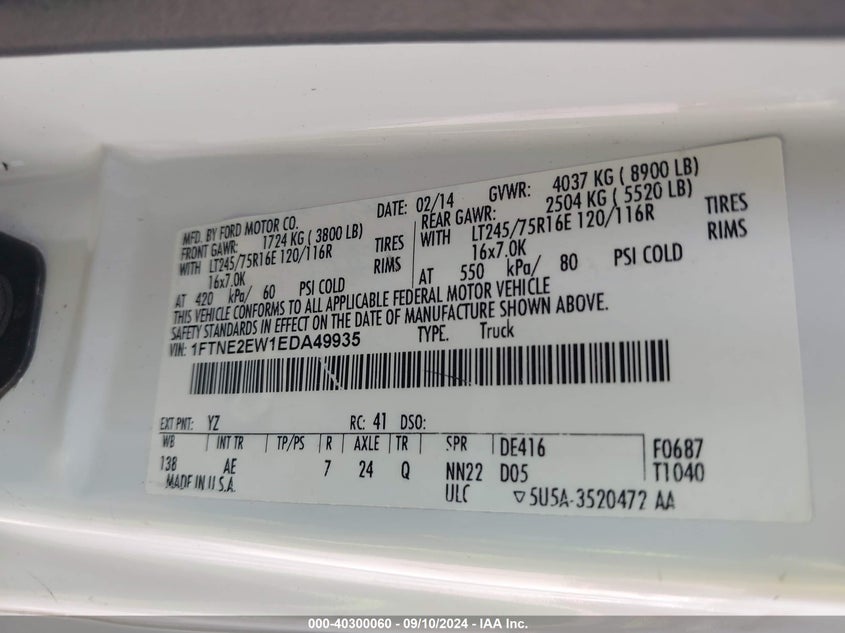 MFD. BY FORD MOTOR CO.
DATE: 02/14 GVWR: 4037 KG ( 8900 LB)
FRONT GAWR: 1724 KG ( 3800 LB)
REAR GAWR: 2504 KG ( 5520 LB)
WITH LT245/75R16E 120/116R TIRES
WITH LT245/75R16E 120/116R TIRES
16x7.0K RIMS
16x7.0K RIMS
AT 420 kPa/ 60 PSI COLD
AT 550 kPa/ 80 PSI COLD
THIS VEHICLE CONFORMS TO ALL APPLICABLE FEDERAL MOTOR VEHICLE
SAFETY STANDARDS IN EFFECT ON THE DATE OF MANUFACTURE SHOWN ABOVE.
VIN: 1FTNE2EW1EDA49935 TYPE: Truck
EXT PNT: YZ RC: 41 DSO:
WB INT TR TP/PS R AXLE TR SPR DE416 F0687
138 AE 7 24 Q NN22 D05 T1040
MADE IN U.S.A. ULC ▽5U5A-3520472 AA
000-40300060 - 09/10/2024 - IAA Inc.